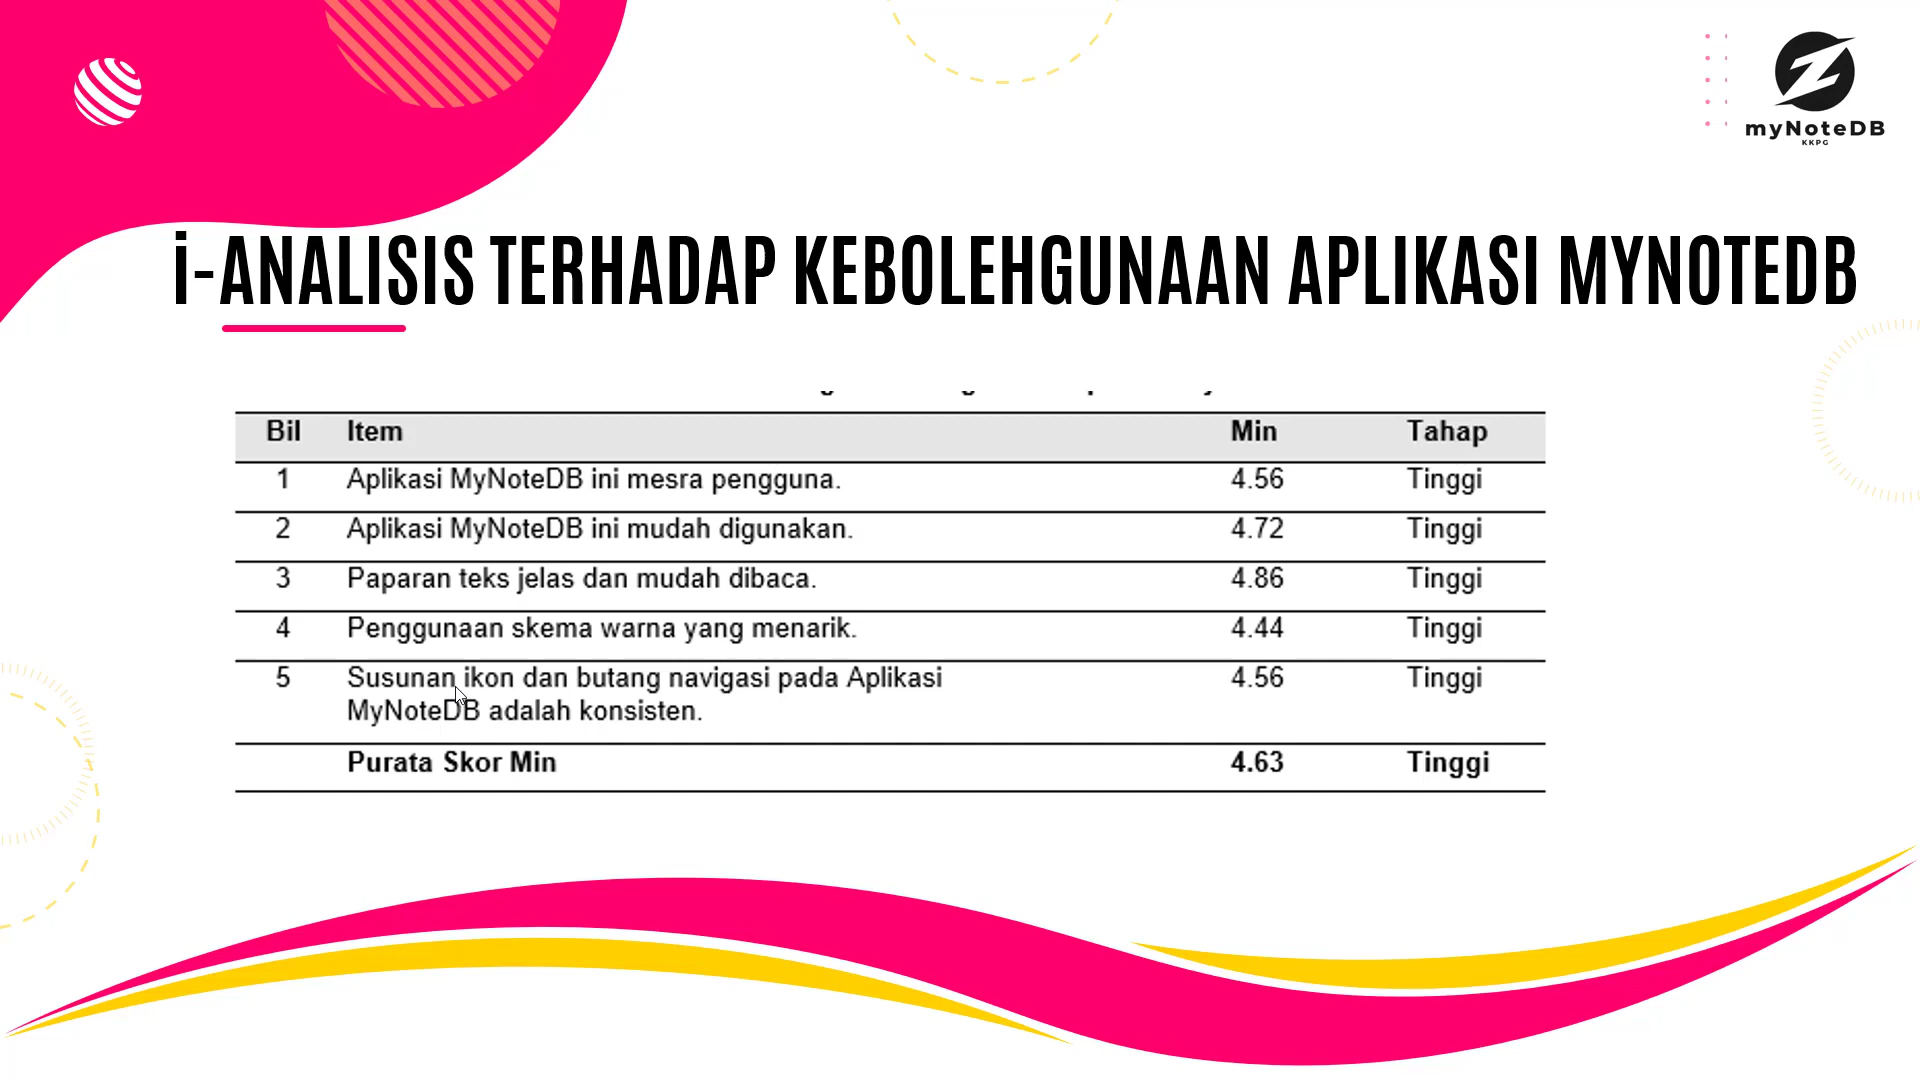 myNoteDB
KKPG
i-ANALISIS TERHADAP KEBOLEHGUNAAN APLIKASI MYNOTEDB
Bil Item Min Tahap
1 Aplikasi MyNoteDB ini mesra pengguna. 4.56 Tinggi
2 Aplikasi MyNoteDB ini mudah digunakan. 4.72 Tinggi
3 Paparan teks jelas dan mudah dibaca. 4.86 Tinggi
4 Penggunaan skema warna yang menarik. 4.44 Tinggi
5 Susunan ikon dan butang navigasi pada Aplikasi 4.56 Tinggi
MyNoteDB adalah konsisten.
Purata Skor Min 4.63 Tinggi